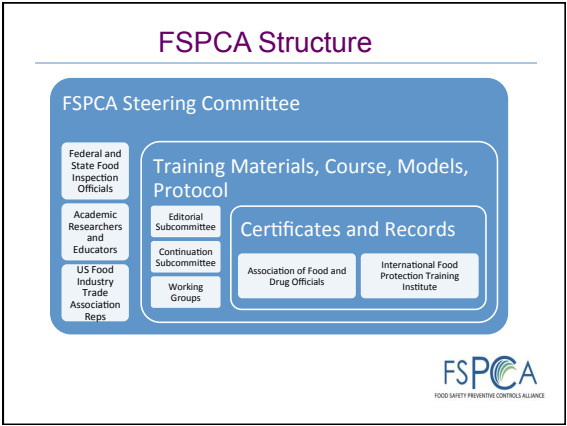 FSPCA Structure
FSPCA Steering Committee
Federal and
State Food
Inspection
Officials
Academic
Researchers
and
Educators
US Food
Industry
Trade
Association
Reps
Training Materials, Course, Models,
Protocol
Editorial
Subcommittee
Continuation
Subcommittee
Working
Groups
Certificates and Records
Association of Food and
Drug Officials
International Food
Protection Training
Institute
FSPCA
FOOD SAFETY PREVENTIVE CONTROLS ALLIANCE